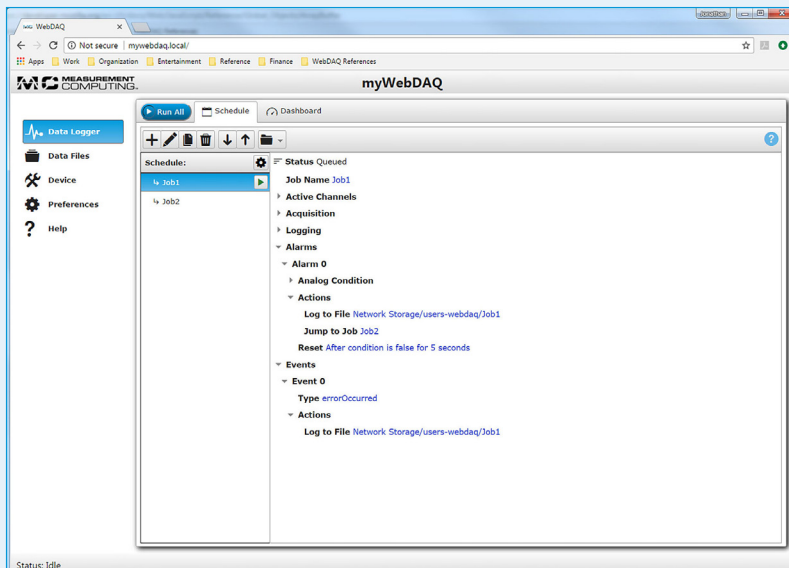 Jonathan
WebDAQ
Not secure | mywebdaq.local/
Apps Work Organization Entertainment Reference Finance WebDAQ References
MEASUREMENT COMPUTING.
myWebDAQ
Run All Schedule Dashboard
Data Logger
Data Files
Device
Preferences
? Help
?
Schedule:
Job1
Job2
Status Queued
Job Name Job1
Active Channels
Acquisition
Logging
Alarms
Alarm 0
Analog Condition
Actions
Log to File Network Storage/users-webdaq/Job1
Jump to Job Job2
Reset After condition is false for 5 seconds
Events
Event 0
Type errorOccurred
Actions
Log to File Network Storage/users-webdaq/Job1
Status: Idle